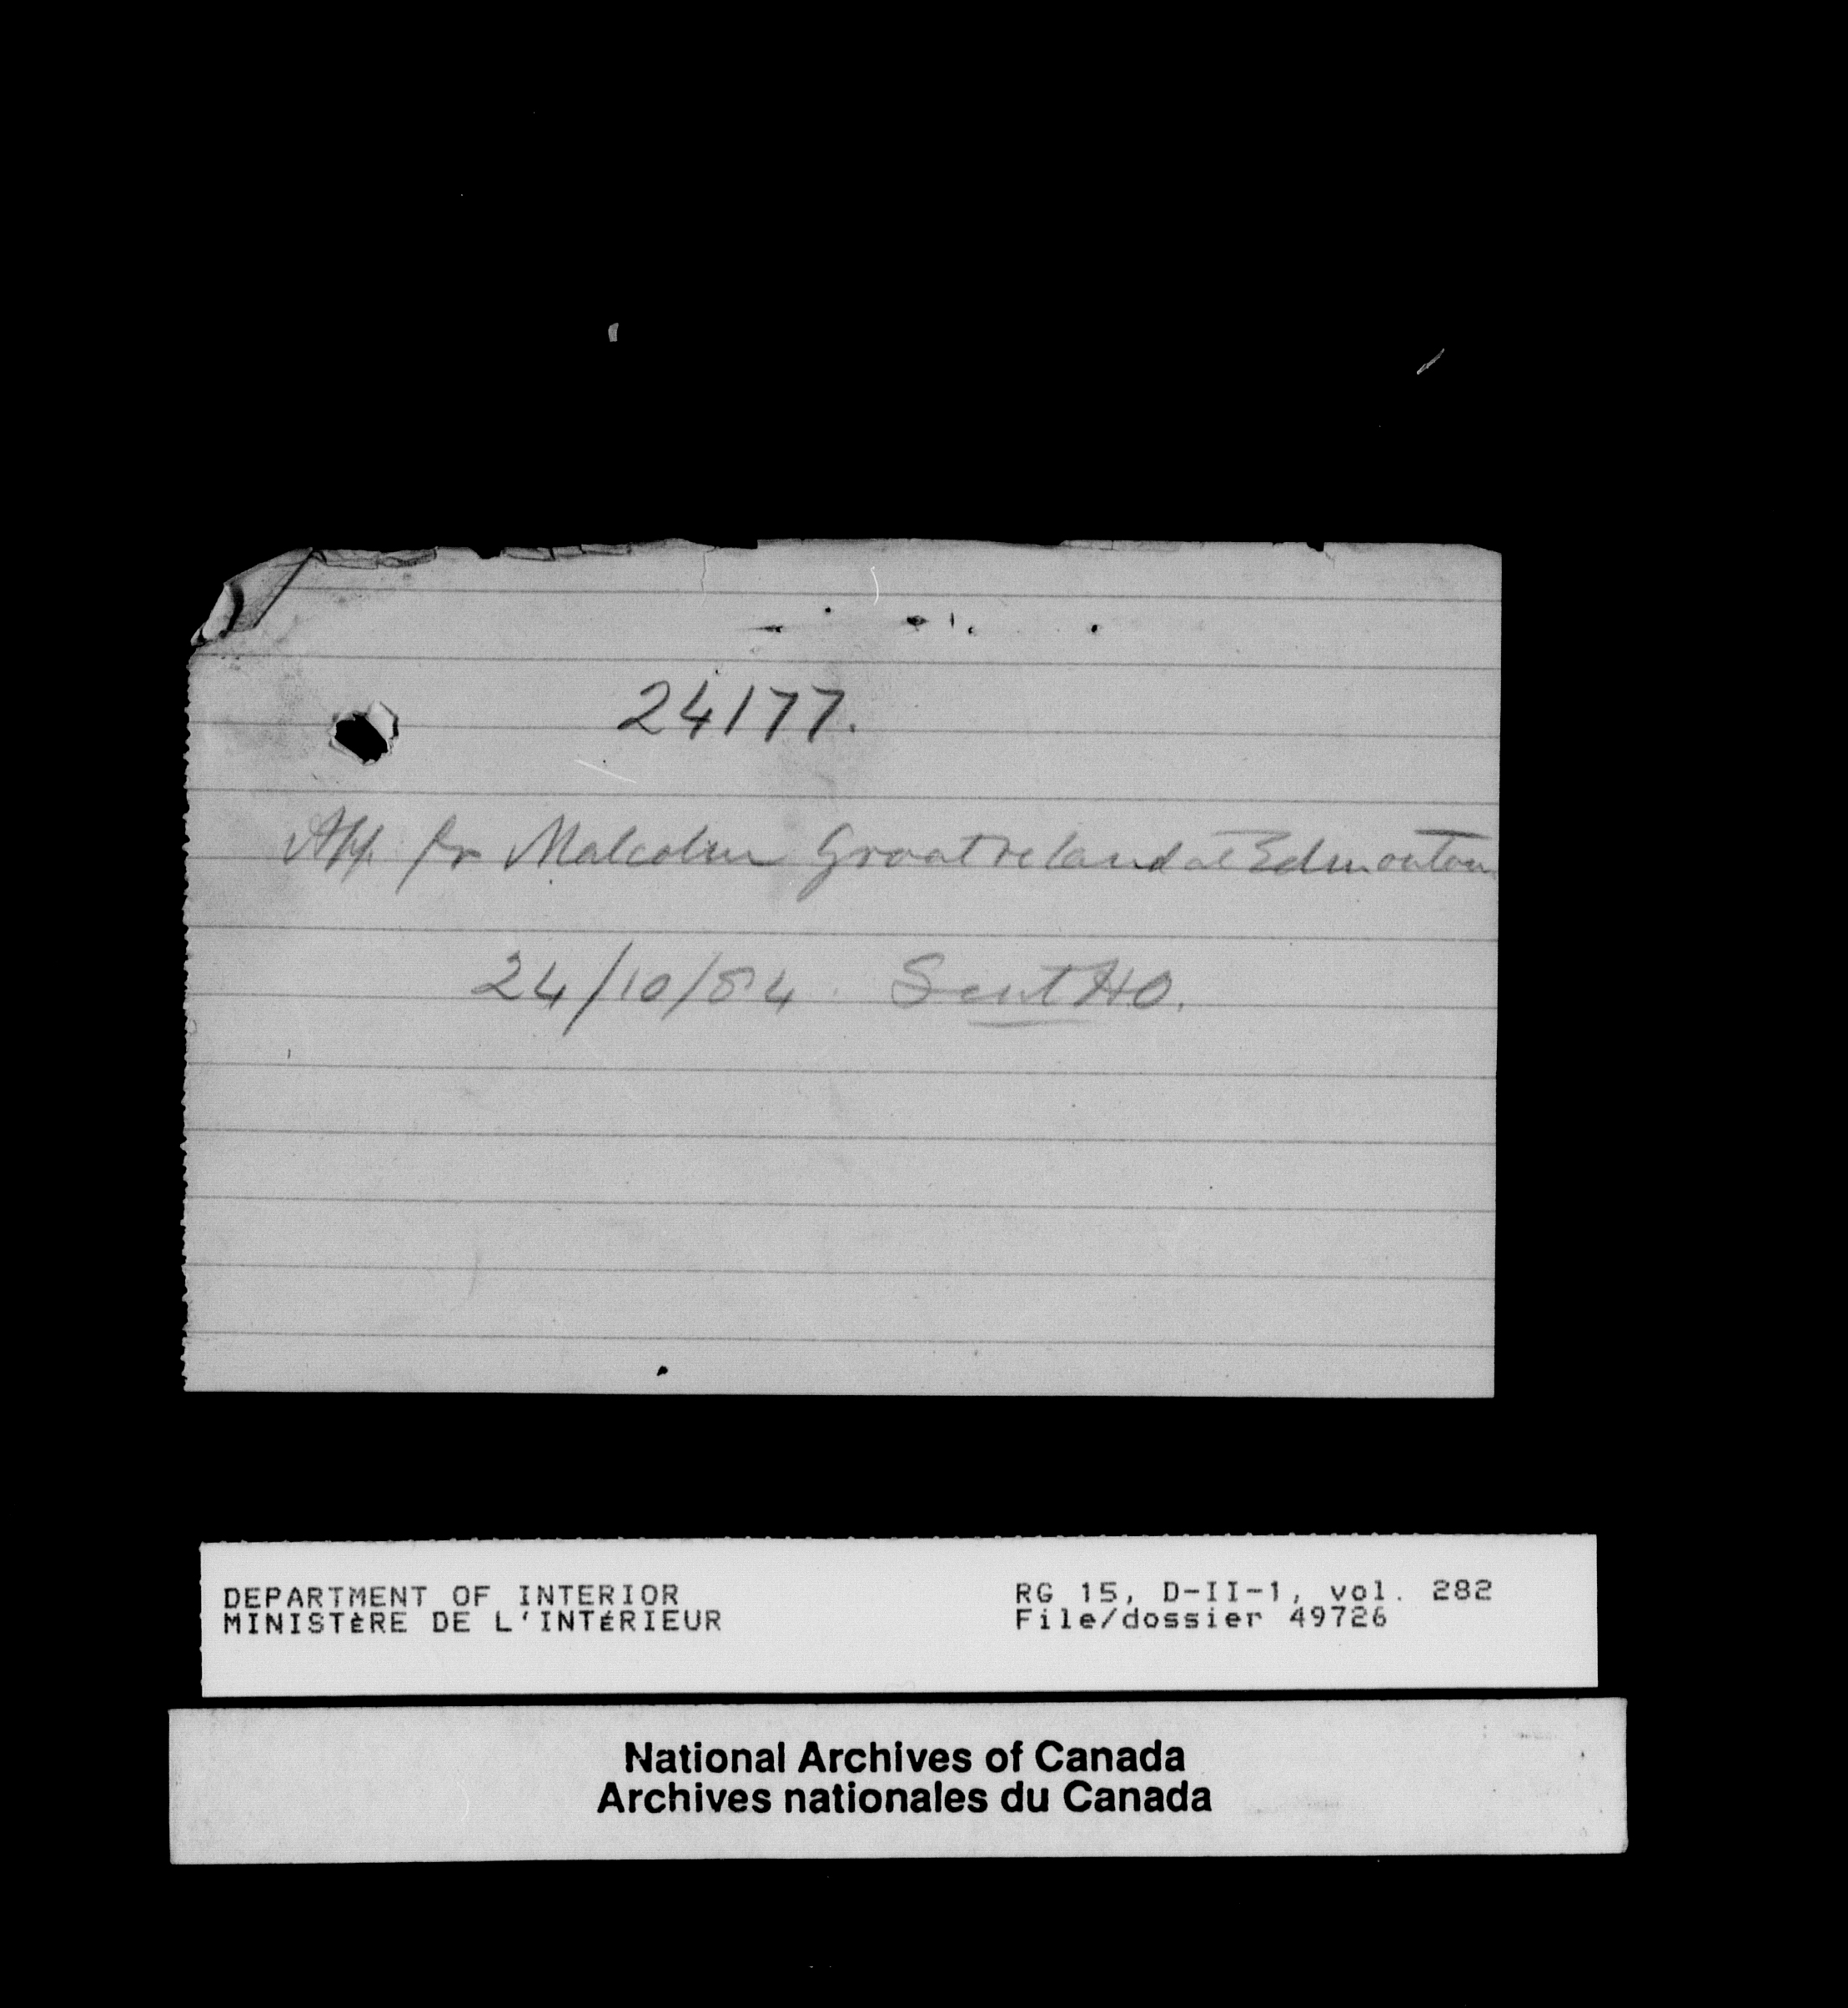 24177.
App. for Malcolm Groat re land at Edmonton
24/10/84. Sent HO.
DEPARTMENT OF INTERIOR
MINISTÈRE DE L'INTÉRIEUR
RG 15, D-II-1, vol. 282
File/dossier 49726
National Archives of Canada
Archives nationales du Canada